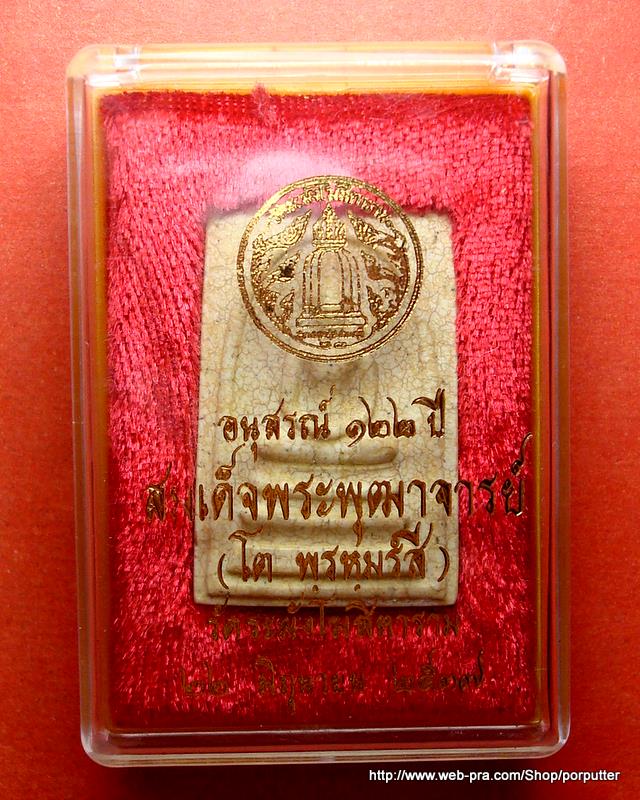 อนุสรณ์ ๑๒๒ ปี
สมเด็จพระพุฒาจารย์
( โต พฺรหฺมรํสี )
วัดระฆังโฆสิตาราม
๒๒ มิถุนายน ๒๕๓๗
http://www.web-pra.com/Shop/porputter